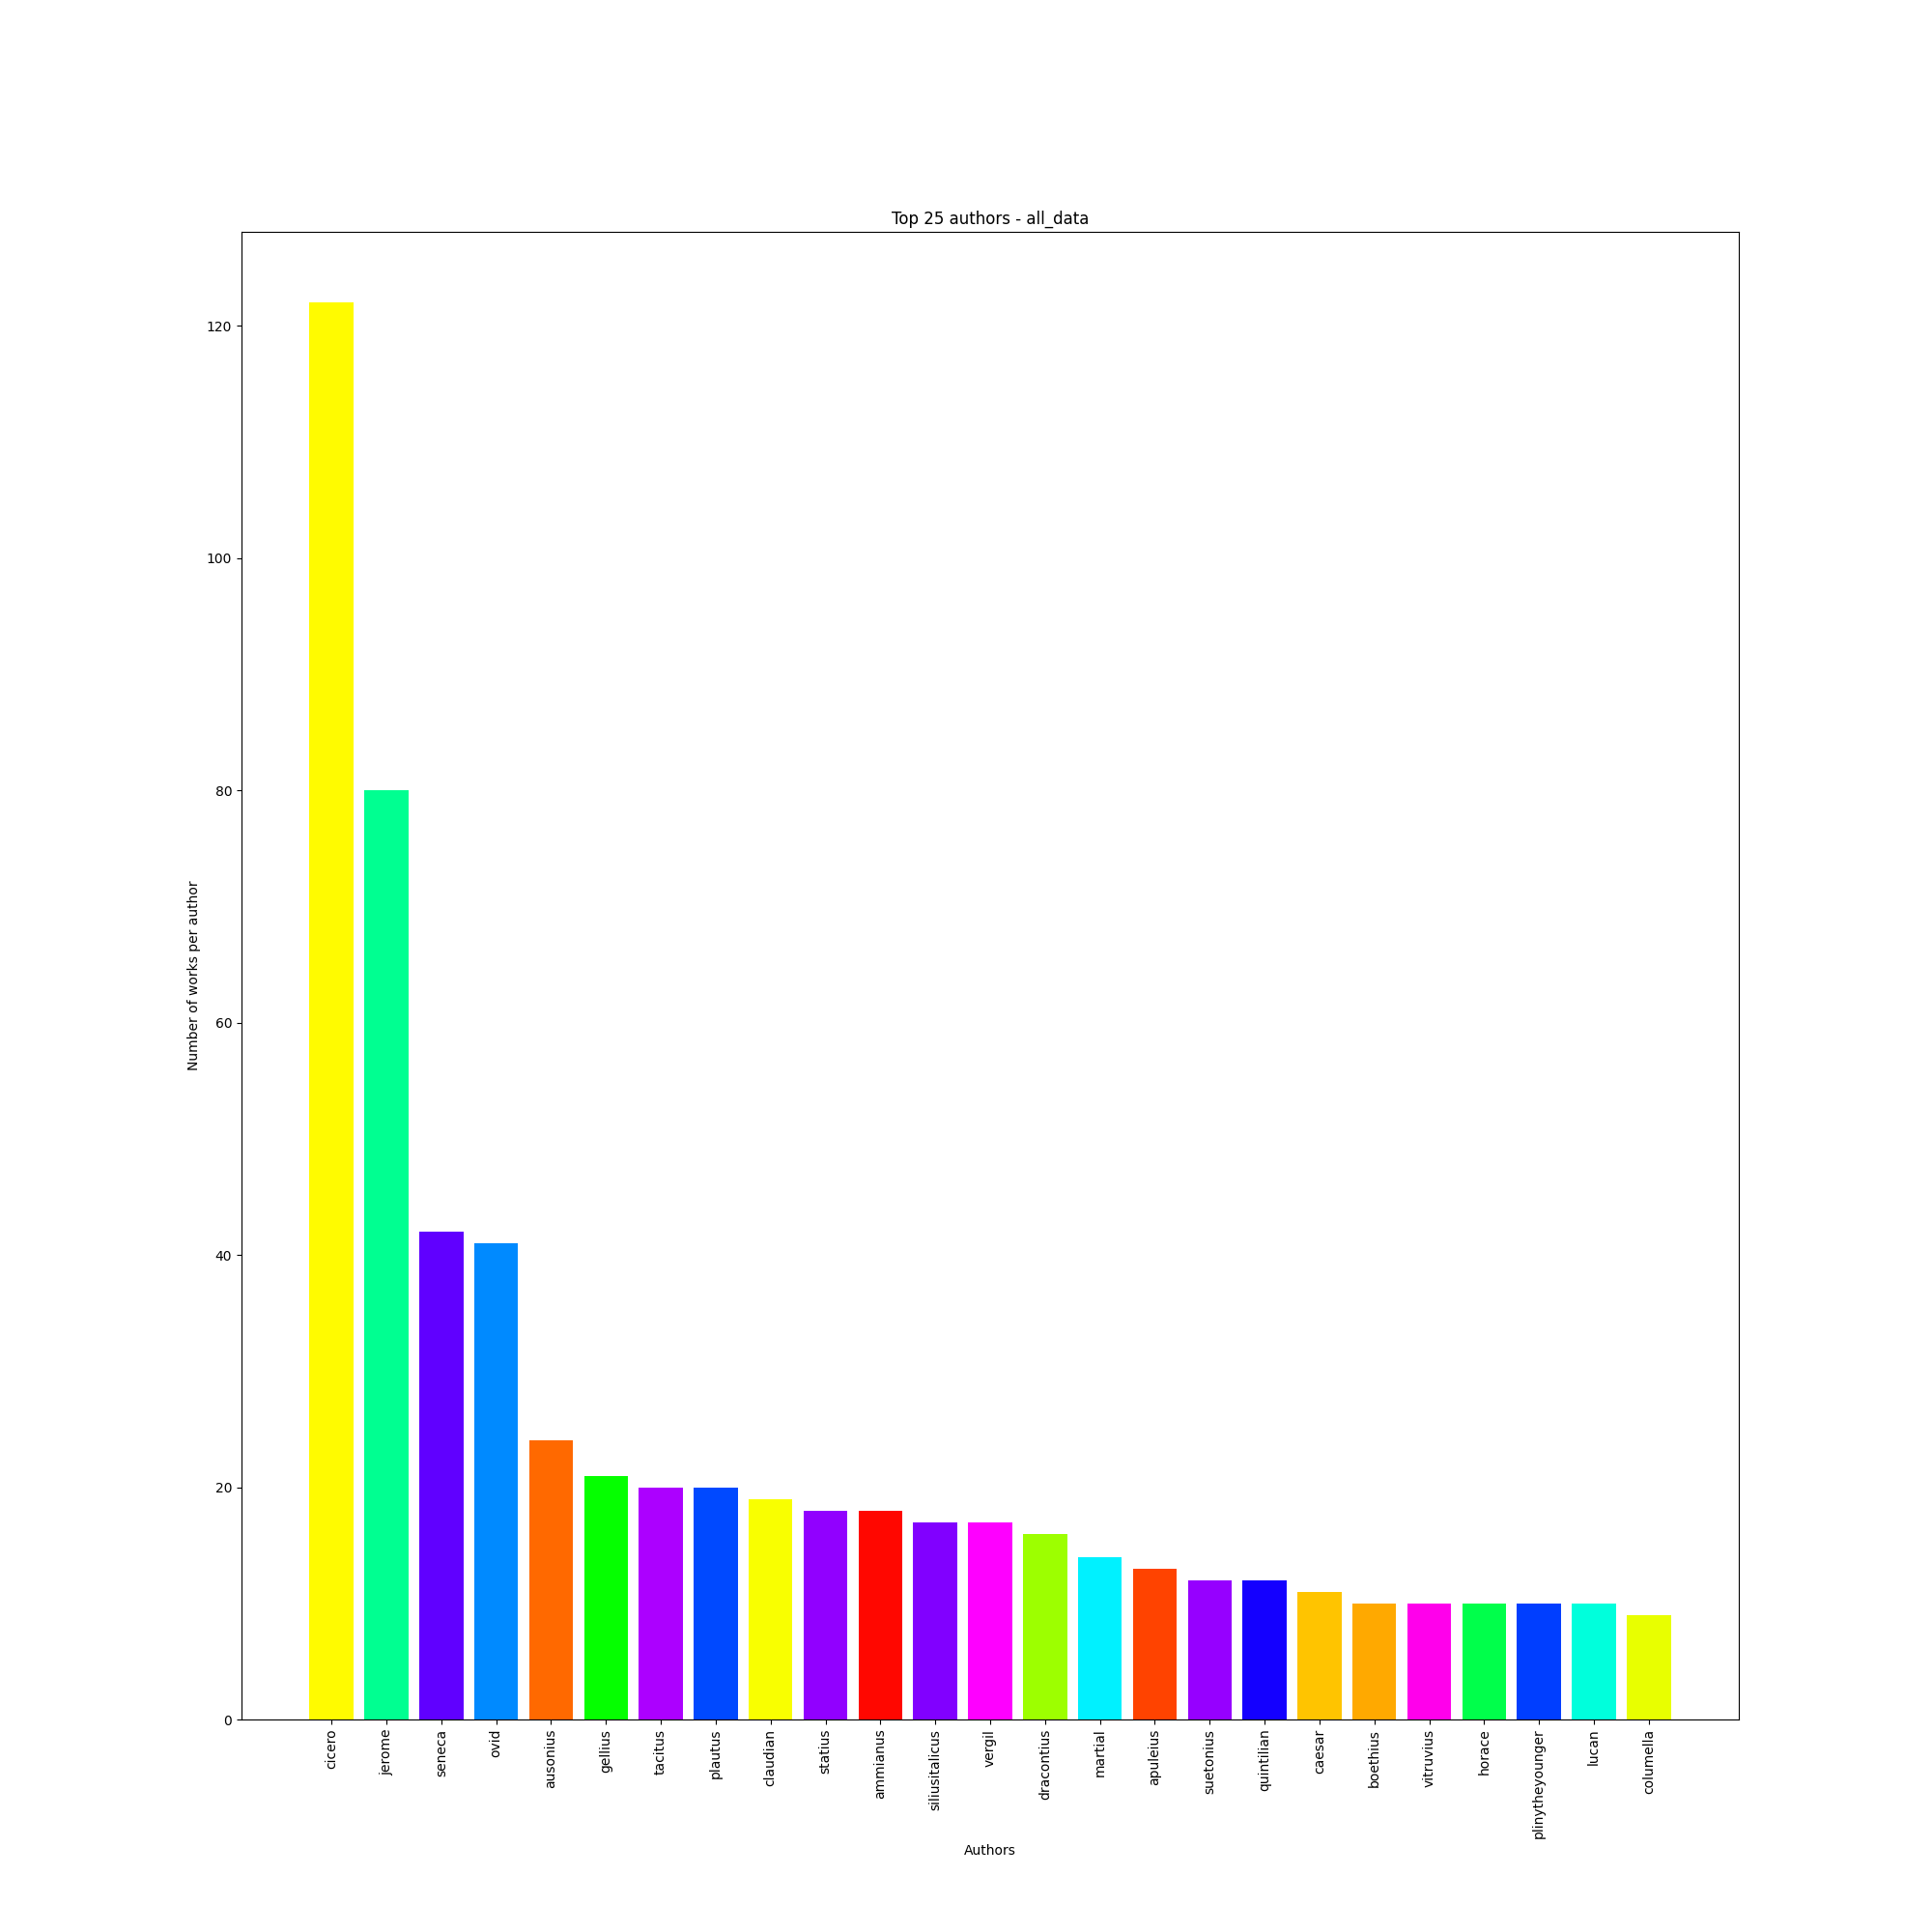 Top 25 authors - all_data
120
100
80
60
40
20
0
Number of works per author
cicero
jerome
seneca
ovid
ausonius
gellius
tacitus
plautus
claudian
statius
ammianus
siliusitalicus
vergil
dracontius
martial
apuleius
suetonius
quintilian
caesar
boethius
vitruvius
horace
plinytheyounger
lucan
columella
Authors